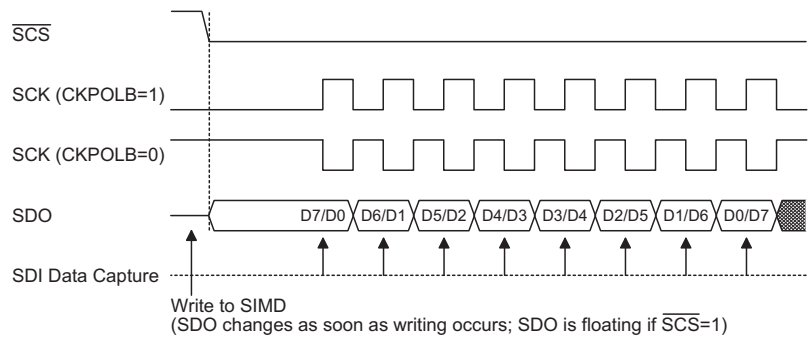 SCS
SCK (CKPOLB=1)
SCK (CKPOLB=0)
SDO
D7/D0 D6/D1 D5/D2 D4/D3 D3/D4 D2/D5 D1/D6 D0/D7
SDI Data Capture
Write to SIMD
(SDO changes as soon as writing occurs; SDO is floating if SCS=1)